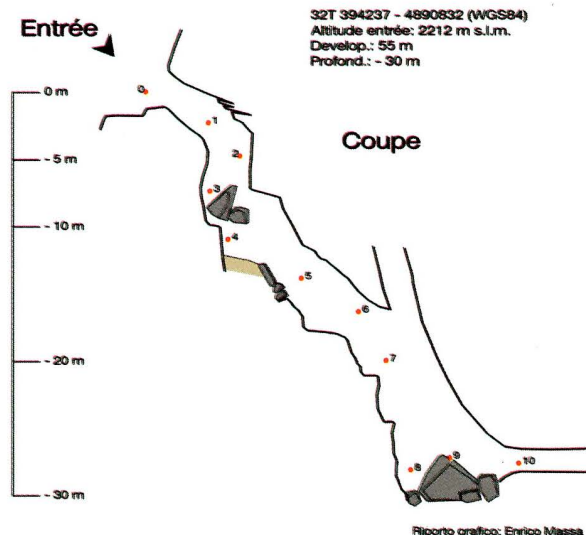 32T 394237 - 4890832 (WGS84)
Altitude entrée: 2212 m s.l.m.
Develop.: 55 m
Profond.: - 30 m
Entrée
Coupe
0 m
- 5 m
- 10 m
- 20 m
- 30 m
0
1
2
3
4
5
6
7
8
9
10
Riporto grafico: Enrico Massa